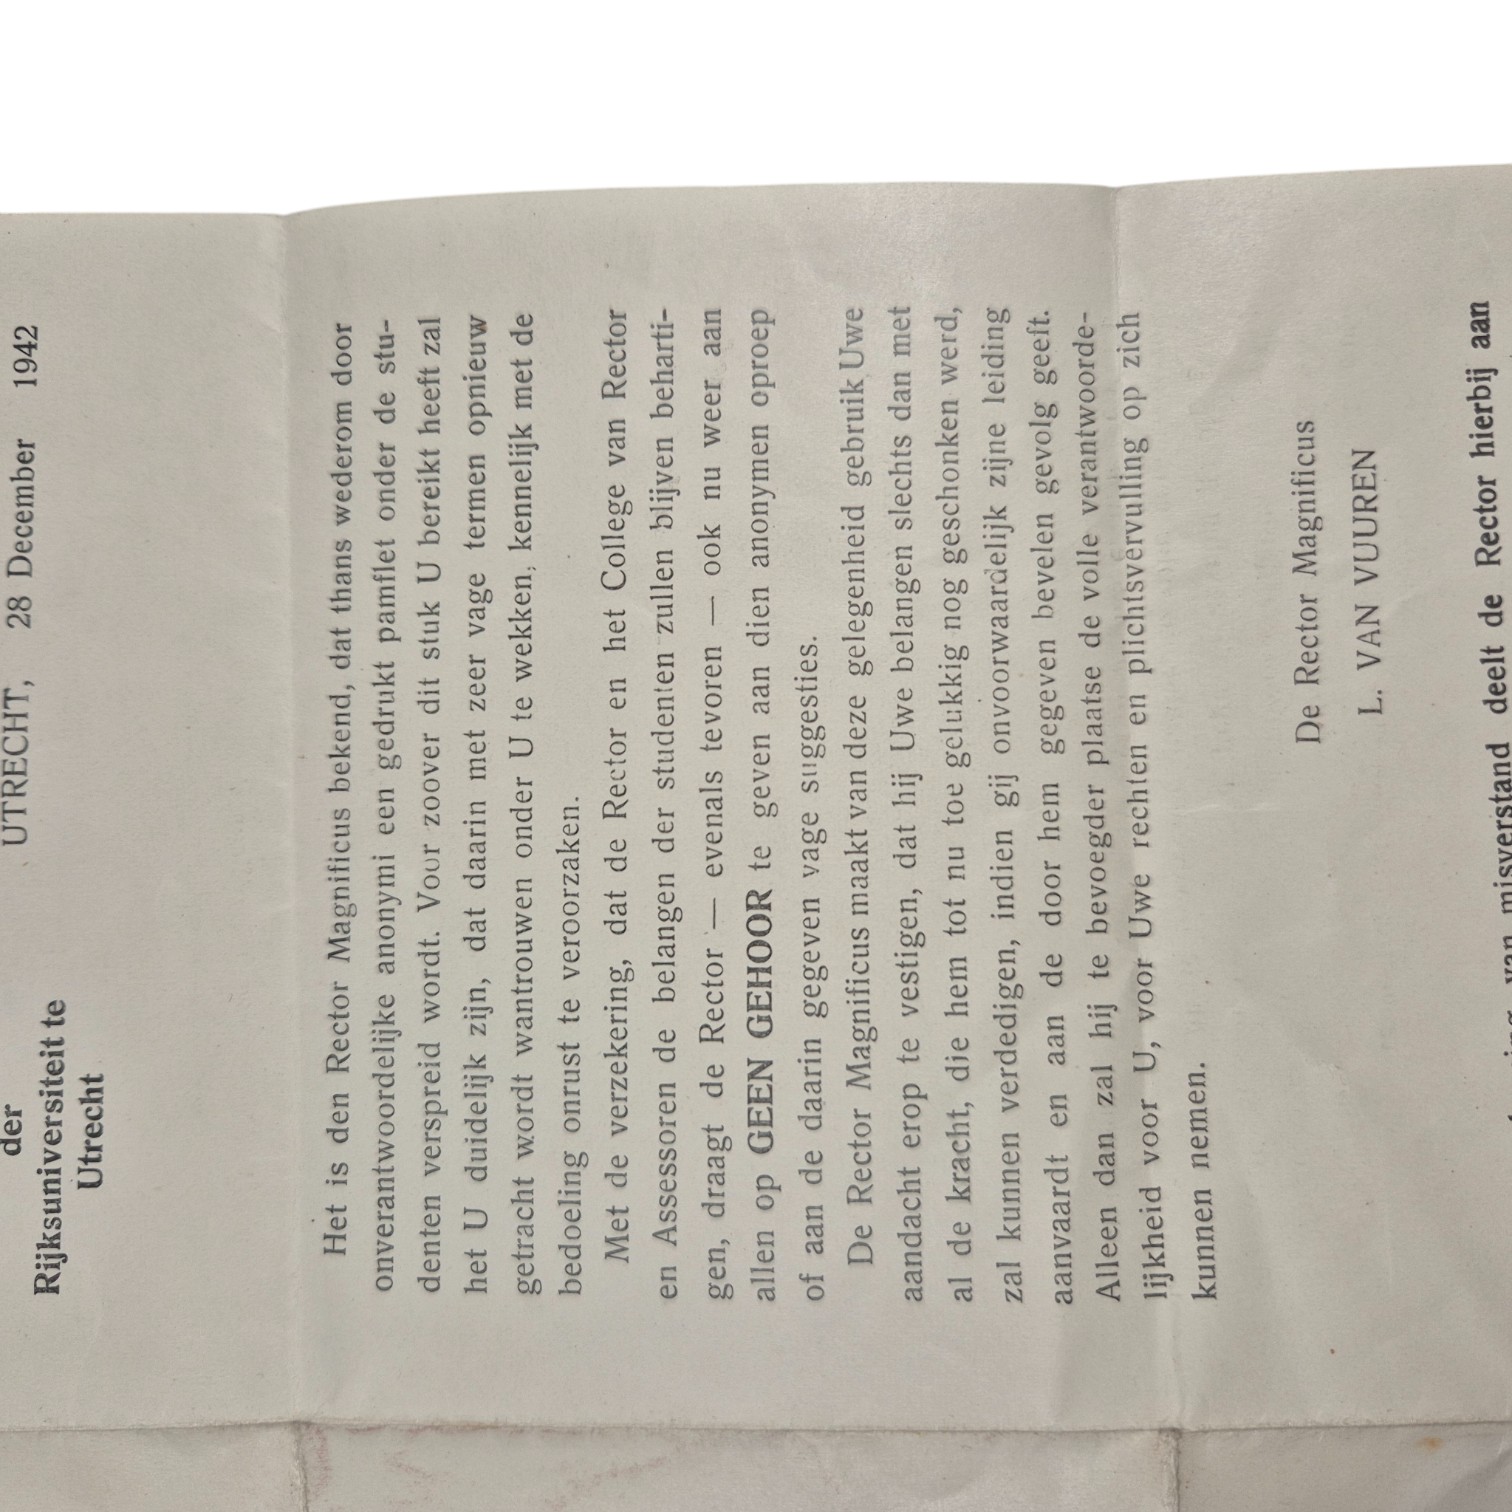 der
Rijksuniversiteit te
Utrecht
UTRECHT, 28 December 1942
Het is den Rector Magnificus bekend, dat thans wederom door
onverantwoordelijke anonymi een gedrukt pamflet onder de stu-
denten verspreid wordt. Voor zoover dit stuk U bereikt heeft zal
het U duidelijk zijn, dat daarin met zeer vage termen opnieuw
getracht wordt wantrouwen onder U te wekken, kennelijk met de
bedoeling onrust te veroorzaken.
Met de verzekering, dat de Rector en het College van Rector
en Assessoren de belangen der studenten zullen blijven beharti-
gen, draagt de Rector — evenals tevoren — ook nu weer aan
allen op GEEN GEHOOR te geven aan dien anonymen oproep
of aan de daarin gegeven vage suggesties.
De Rector Magnificus maakt van deze gelegenheid gebruik Uwe
aandacht erop te vestigen, dat hij Uwe belangen slechts dan met
al de kracht, die hem tot nu toe gelukkig nog geschonken werd,
zal kunnen verdedigen, indien gij onvoorwaardelijk zijne leiding
aanvaardt en aan de door hem gegeven bevelen gevolg geeft.
Alleen dan zal hij te bevoegder plaatse de volle verantwoorde-
lijkheid voor U, voor Uwe rechten en plichtsvervulling op zich
kunnen nemen.
De Rector Magnificus
L. VAN VUUREN
van misverstand deelt de Rector hierbij aan